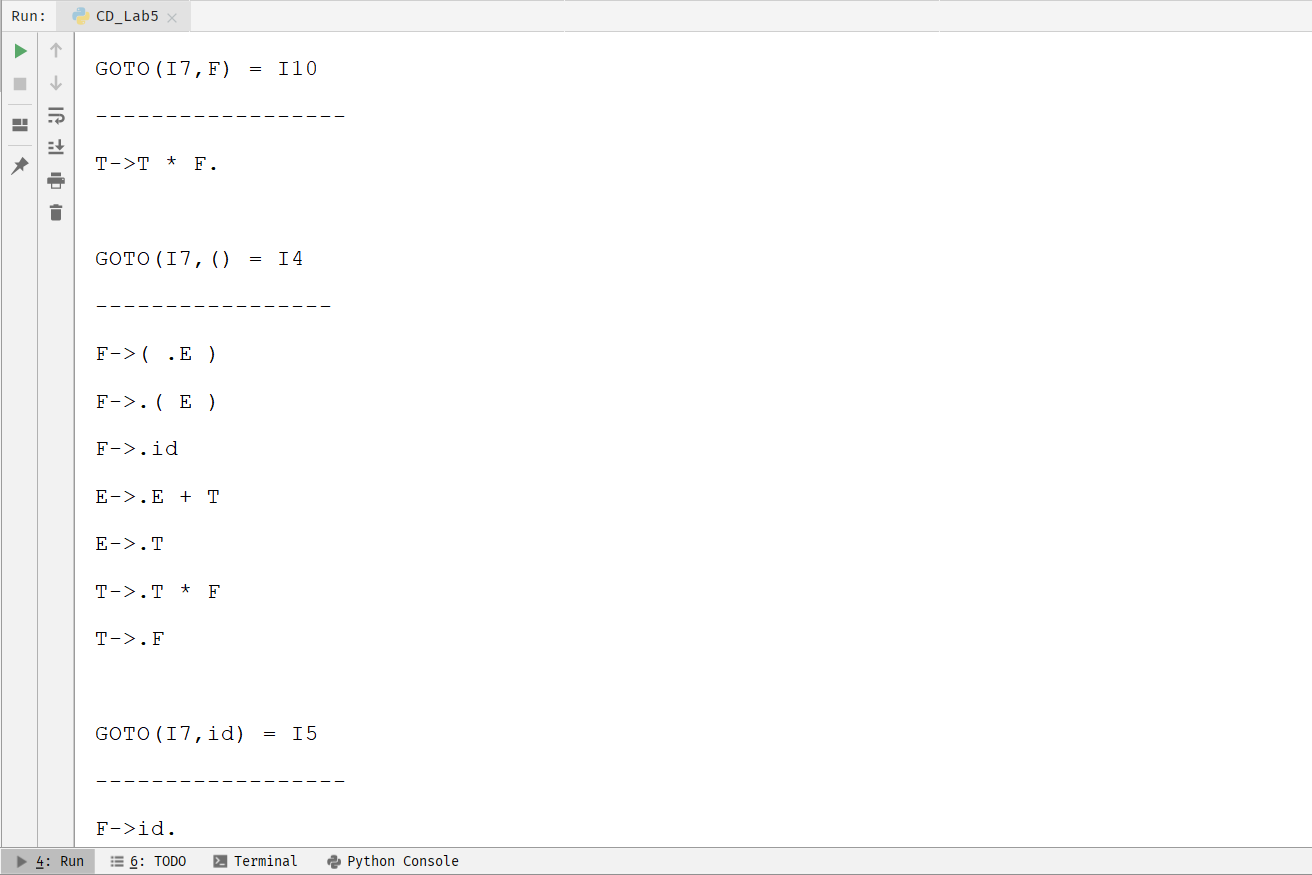 Run: CD_Lab5
GOTO(I7,F) = I10
------------------
T->T * F.
GOTO(I7,() = I4
-----------------
F->( .E )
F->.( E )
F->.id
E->.E + T
E->.T
T->.T * F
T->.F
GOTO(I7,id) = I5
------------------
F->id.
4: Run 6: TODO Terminal Python Console